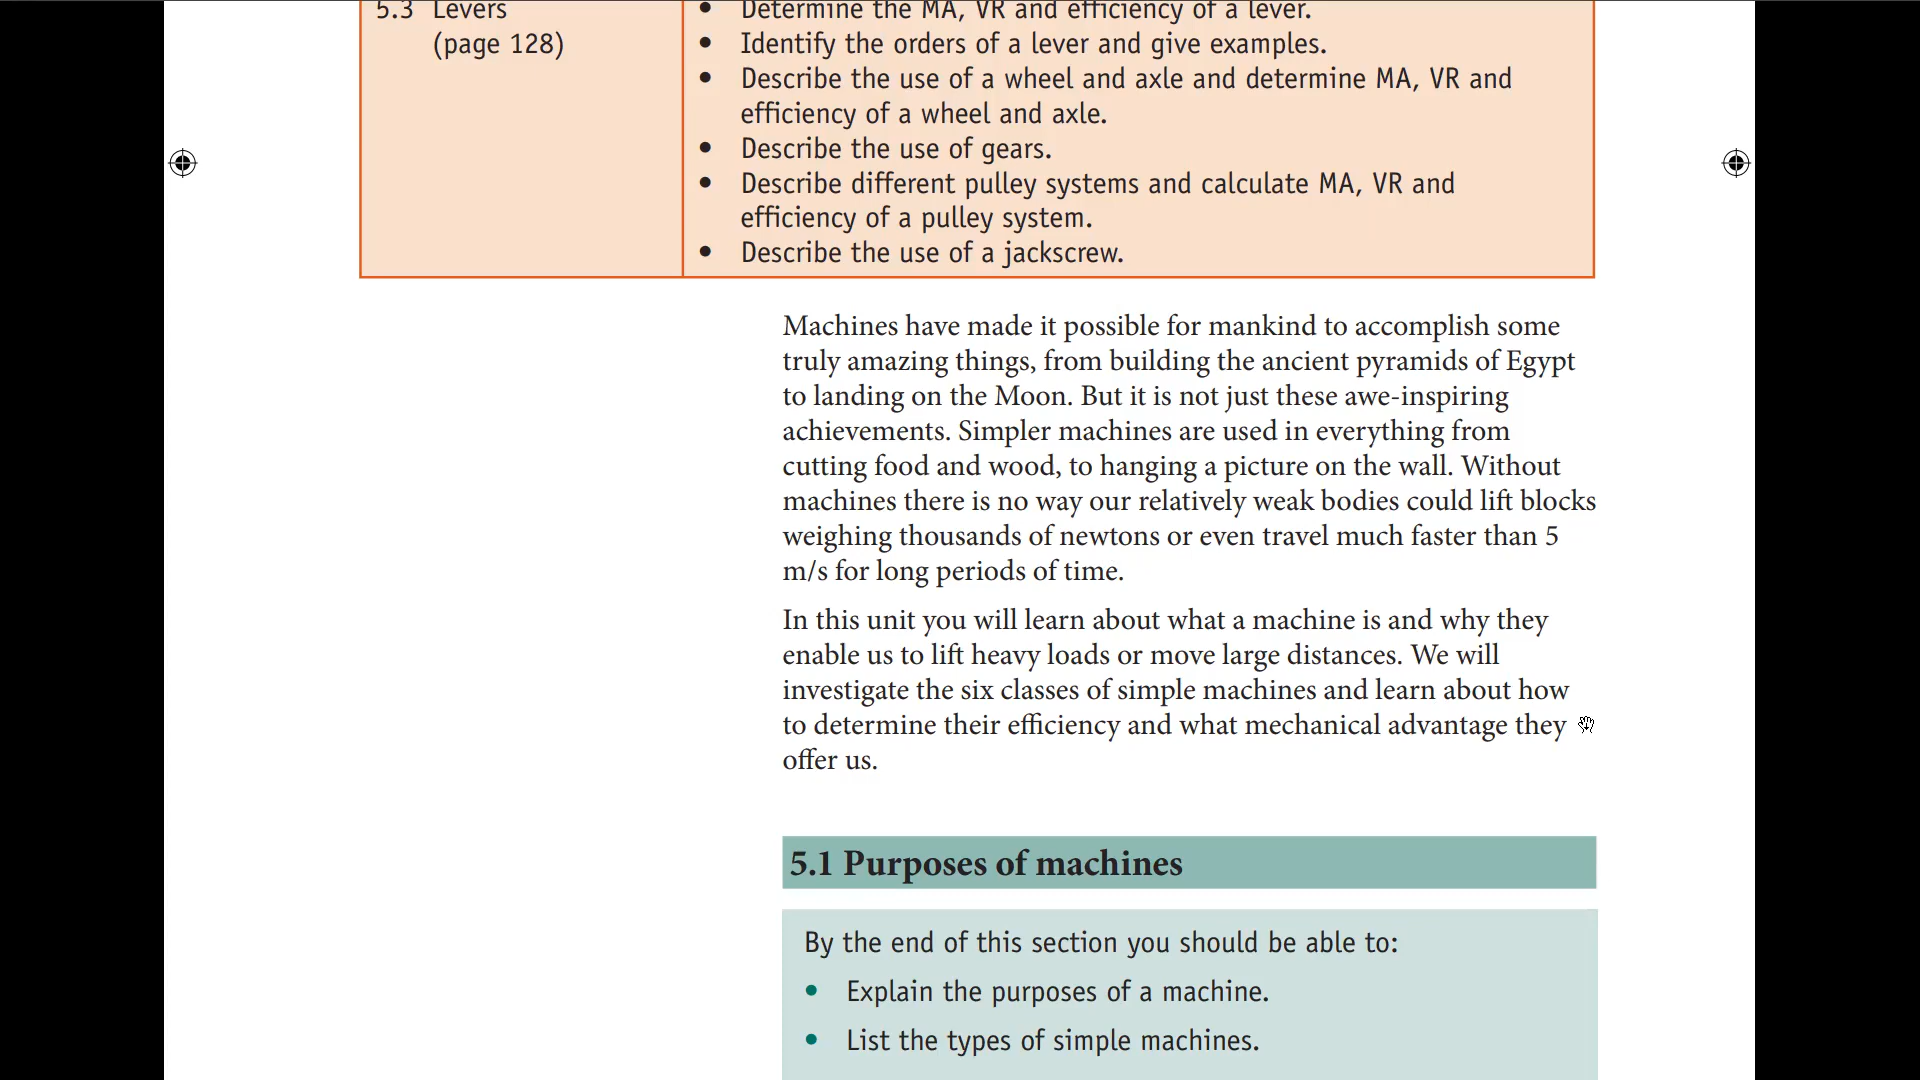 5.3 Levers
(page 128)
• Determine the MA, VR and efficiency of a lever.
• Identify the orders of a lever and give examples.
• Describe the use of a wheel and axle and determine MA, VR and
efficiency of a wheel and axle.
• Describe the use of gears.
• Describe different pulley systems and calculate MA, VR and
efficiency of a pulley system.
• Describe the use of a jackscrew.
Machines have made it possible for mankind to accomplish some
truly amazing things, from building the ancient pyramids of Egypt
to landing on the Moon. But it is not just these awe-inspiring
achievements. Simpler machines are used in everything from
cutting food and wood, to hanging a picture on the wall. Without
machines there is no way our relatively weak bodies could lift blocks
weighing thousands of newtons or even travel much faster than 5
m/s for long periods of time.
In this unit you will learn about what a machine is and why they
enable us to lift heavy loads or move large distances. We will
investigate the six classes of simple machines and learn about how
to determine their efficiency and what mechanical advantage they
offer us.
5.1 Purposes of machines
By the end of this section you should be able to:
• Explain the purposes of a machine.
• List the types of simple machines.